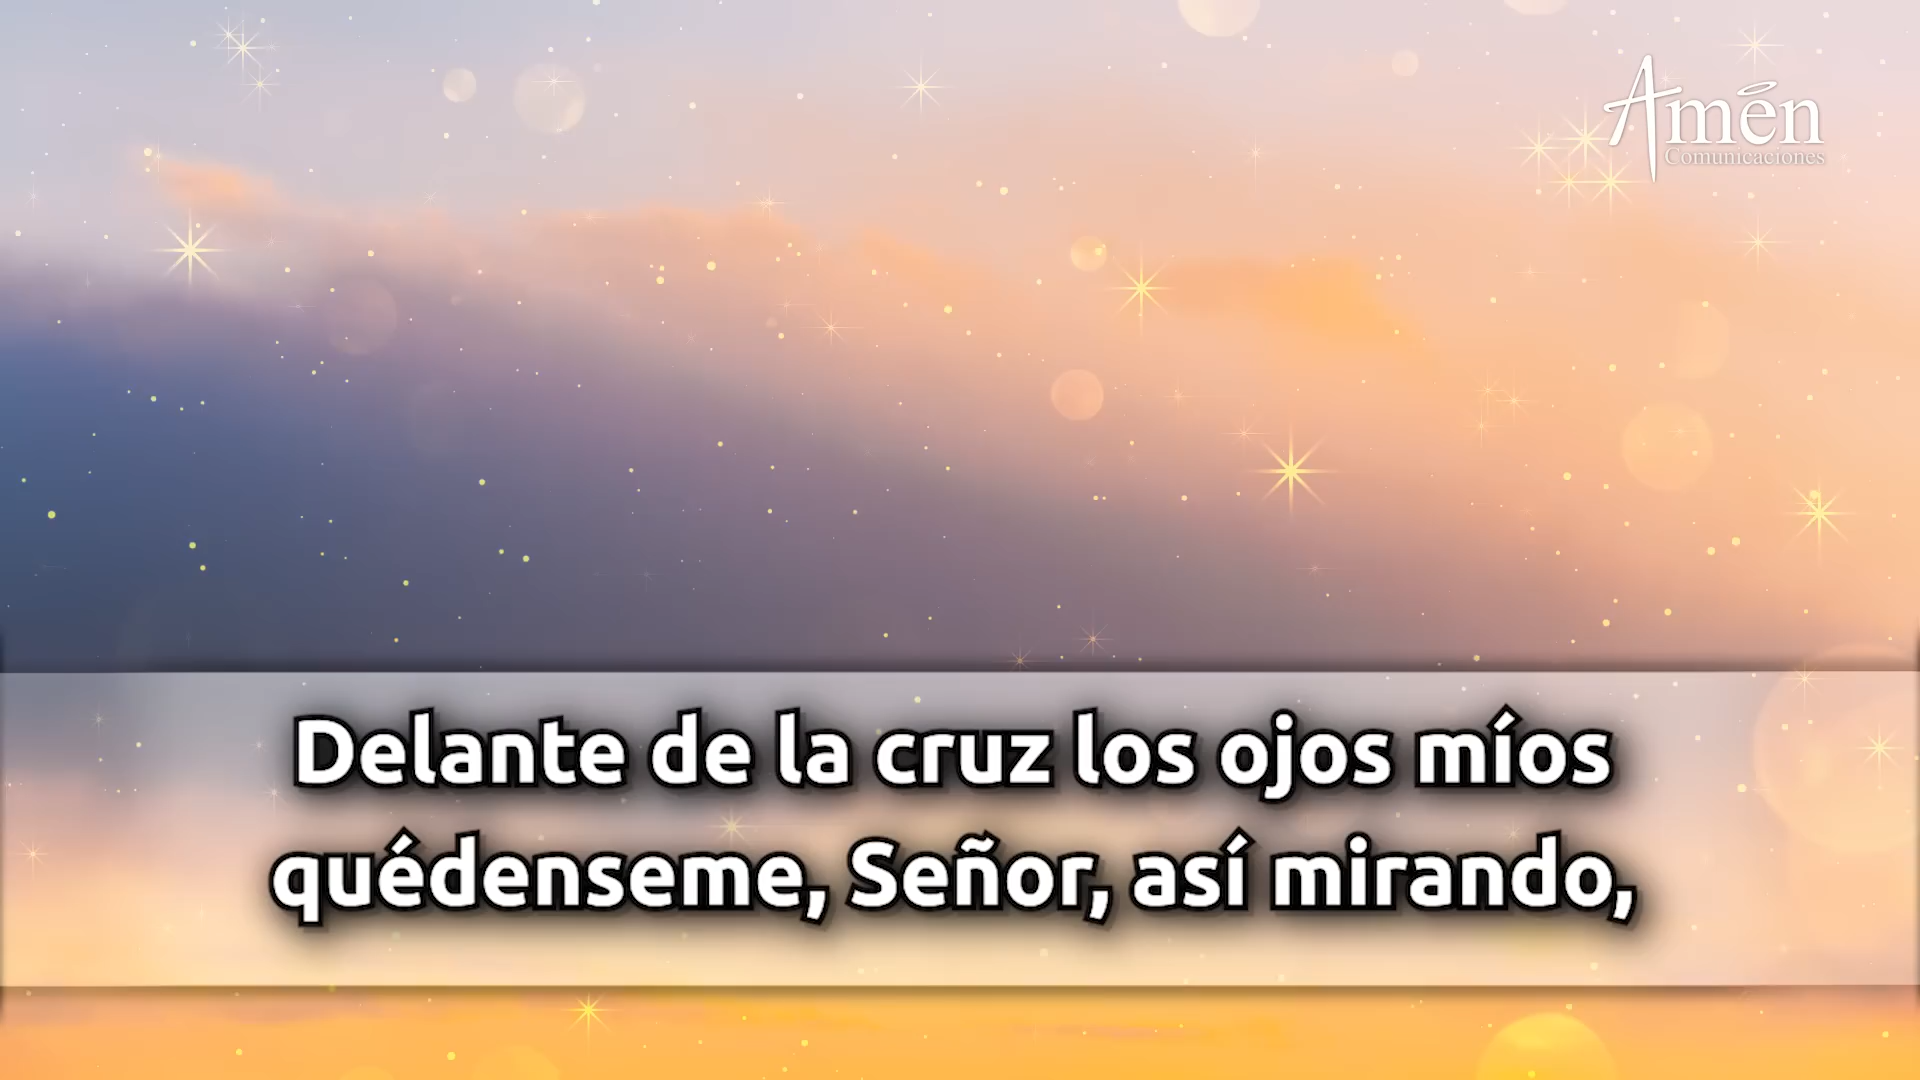 Amén
Comunicaciones
Delante de la cruz los ojos míos
quédenseme, Señor, así mirando,